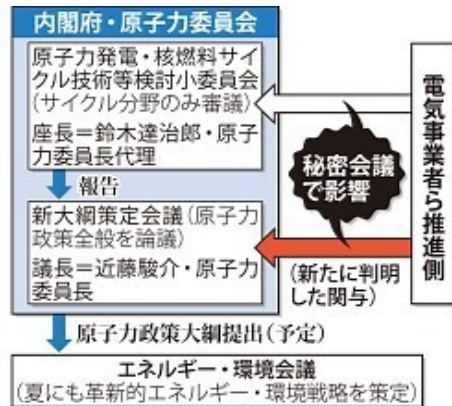 内閣府・原子力委員会
原子力発電・核燃料サイ
クル技術等検討小委員会
(サイクル分野のみ審議)
座長=鈴木達治郎・原子
力委員長代理
報告
新大綱策定会議(原子力
政策全般を論議)
議長=近藤駿介・原子力
委員長
電気事業者ら推進側
秘密会議
で影響
(新たに判明
した関与)
原子力政策大綱提出(予定)
エネルギー・環境会議
(夏にも革新的エネルギー・環境戦略を策定)